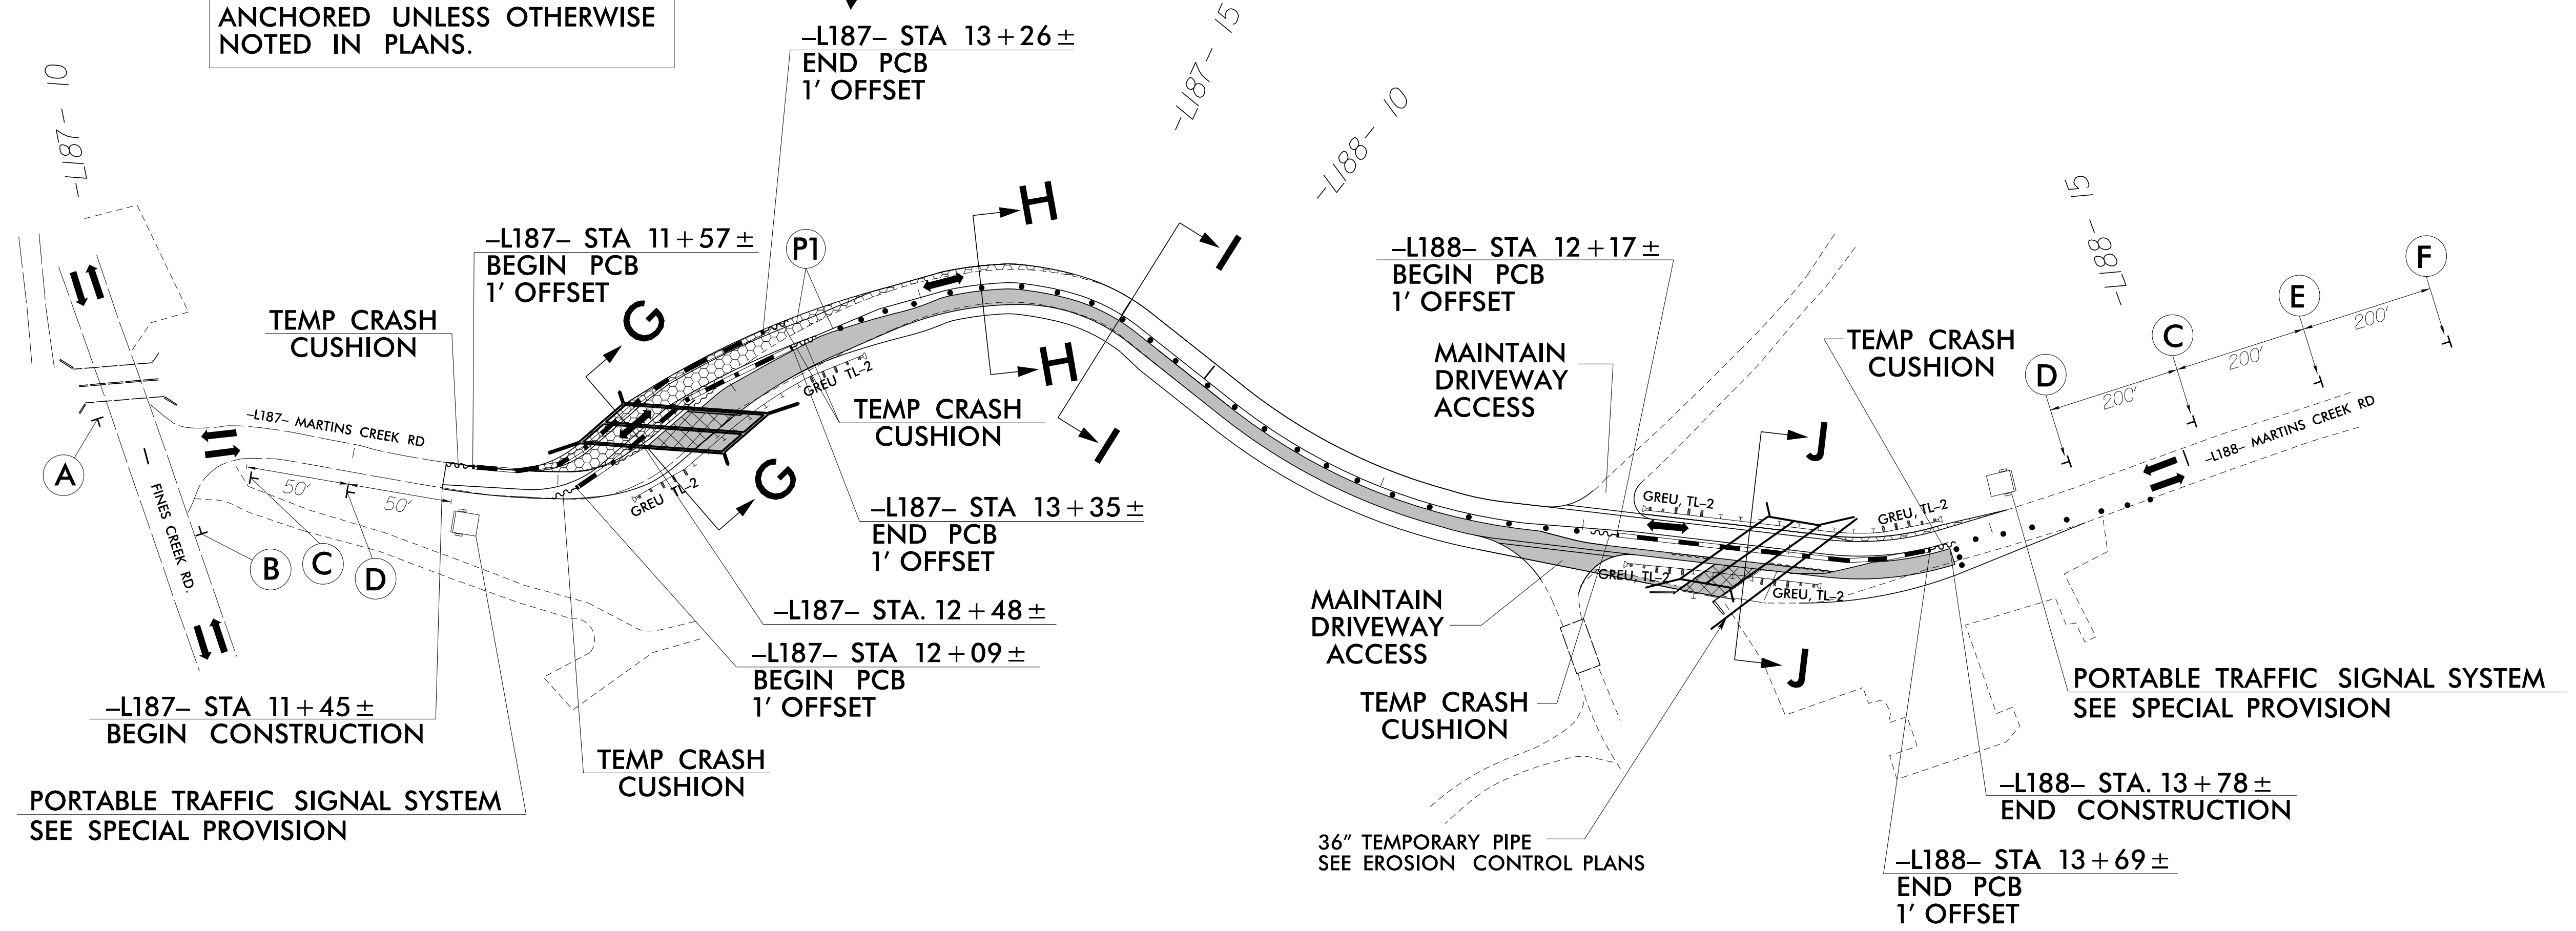 ANCHORED UNLESS OTHERWISE
NOTED IN PLANS.
–L187– STA 13+26±
END PCB
1' OFFSET
-L187- 10
-L187- 15
-L188- 10
-L188- 15
–L187– STA 11+57±
BEGIN PCB
1' OFFSET
P1
H
H
I
I
G
G
TEMP CRASH
CUSHION
GREU TL–2
GREU TL–2
TEMP CRASH
CUSHION
–L187– MARTINS CREEK RD
FINES CREEK RD.
A
B
C
D
50'
50'
–L187– STA 13+35±
END PCB
1' OFFSET
–L187– STA. 12+48±
–L187– STA 12+09±
BEGIN PCB
1' OFFSET
–L187– STA 11+45±
BEGIN CONSTRUCTION
TEMP CRASH
CUSHION
PORTABLE TRAFFIC SIGNAL SYSTEM
SEE SPECIAL PROVISION
–L188– STA 12+17±
BEGIN PCB
1' OFFSET
MAINTAIN
DRIVEWAY
ACCESS
GREU, TL–2
GREU, TL–2
GREU, TL–2
GREU, TL–2
J
J
TEMP CRASH
CUSHION
D
C
E
F
200'
200'
200'
–L188– MARTINS CREEK RD
MAINTAIN
DRIVEWAY
ACCESS
TEMP CRASH
CUSHION
36" TEMPORARY PIPE
SEE EROSION CONTROL PLANS
PORTABLE TRAFFIC SIGNAL SYSTEM
SEE SPECIAL PROVISION
–L188– STA. 13+78±
END CONSTRUCTION
–L188– STA 13+69±
END PCB
1' OFFSET